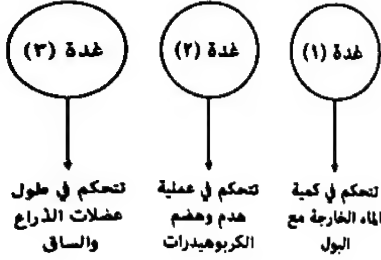 غدة (١)
غدة (٢)
غدة (٣)
تتحكم في كمية
الماء الخارجة مع
البول
تتحكم في عملية
هدم وهضم
الكربوهيدرات
تتحكم في طول
عضلات الذراع
والساق